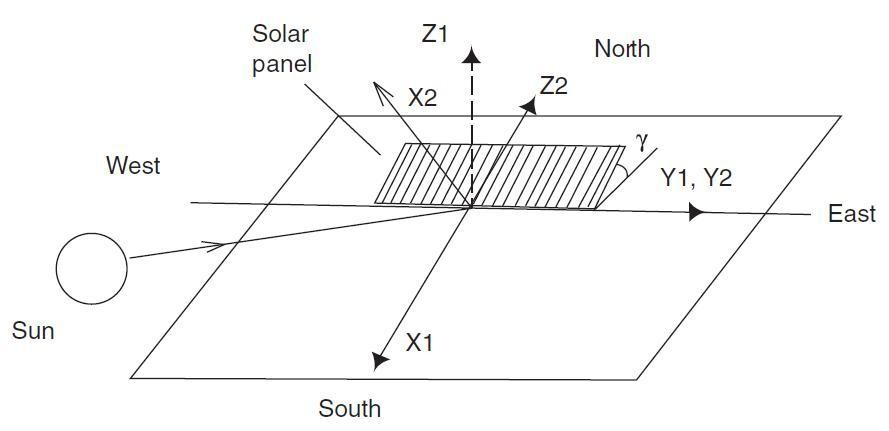 Solar
panel
Z1
North
X2
Z2
γ
West
Y1, Y2
East
Sun
X1
South